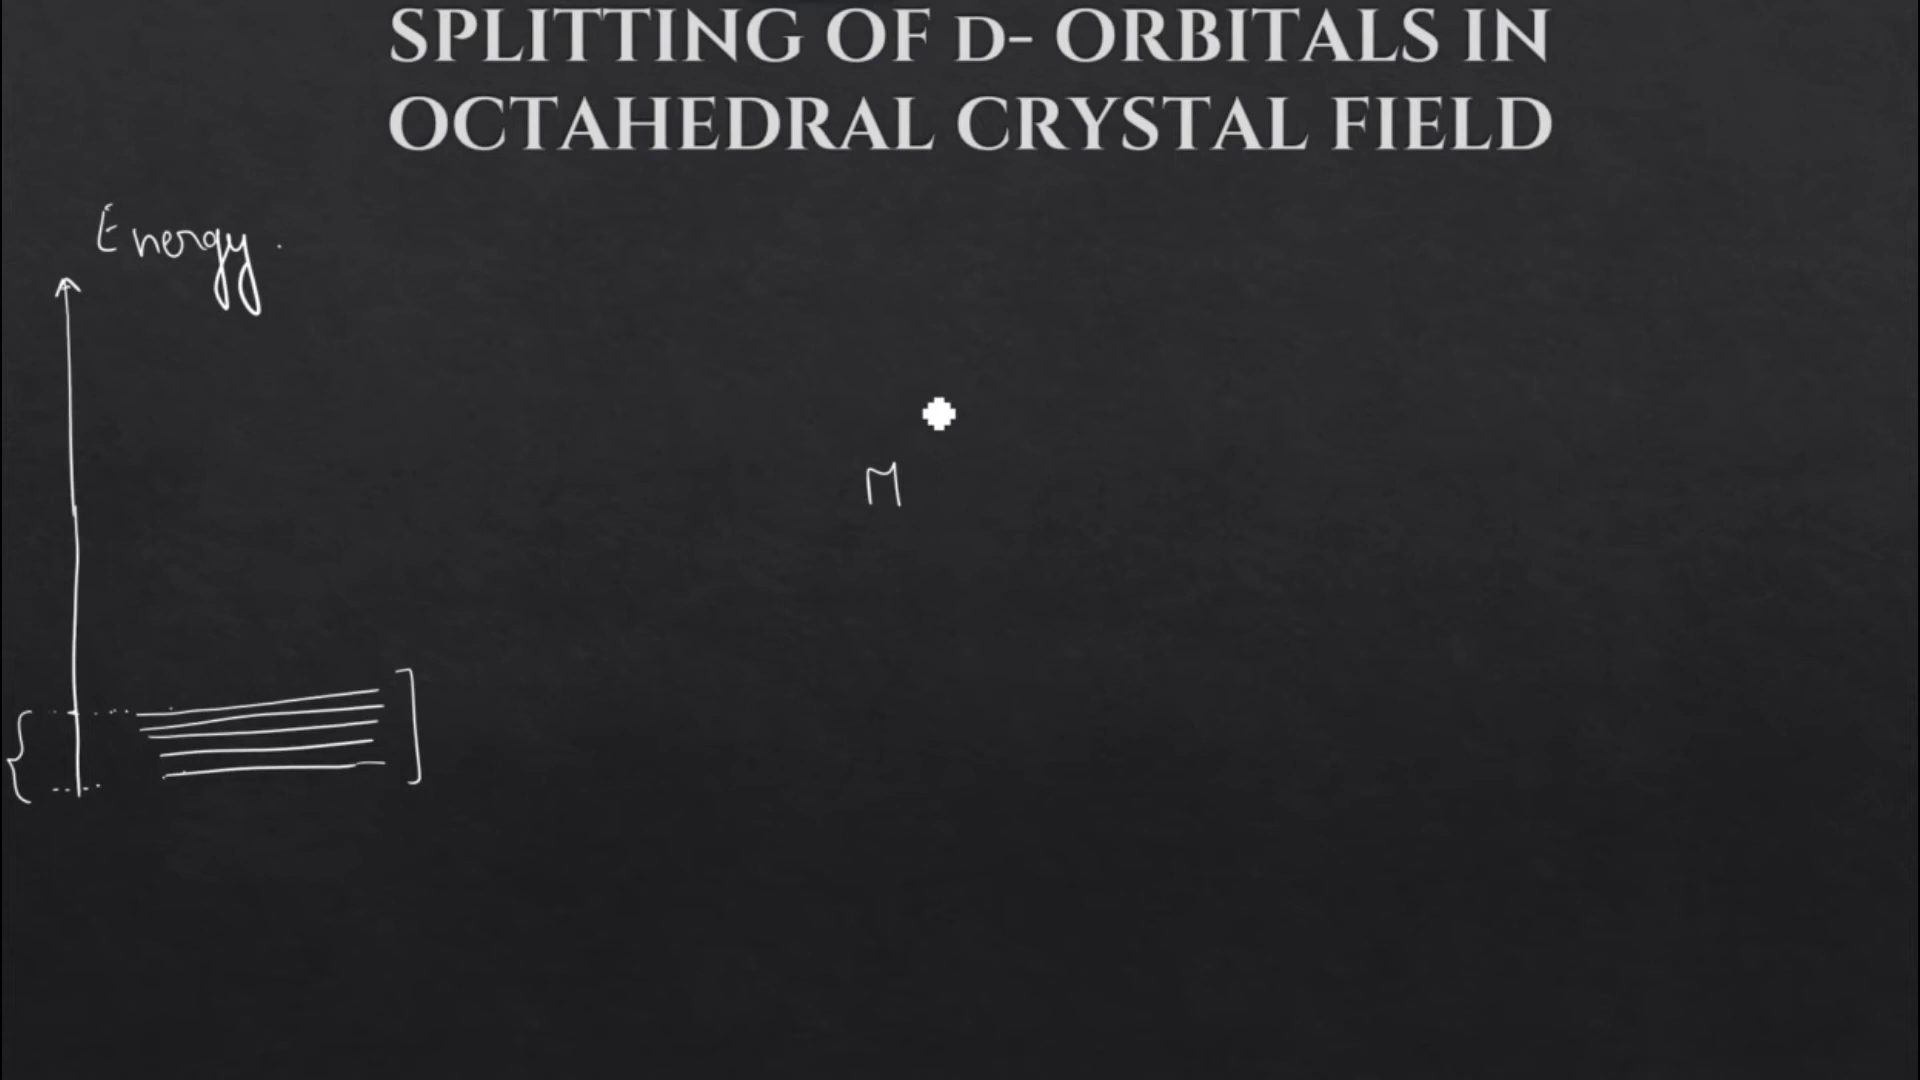 SPLITTING OF D- ORBITALS IN
OCTAHEDRAL CRYSTAL FIELD
Energy.
M